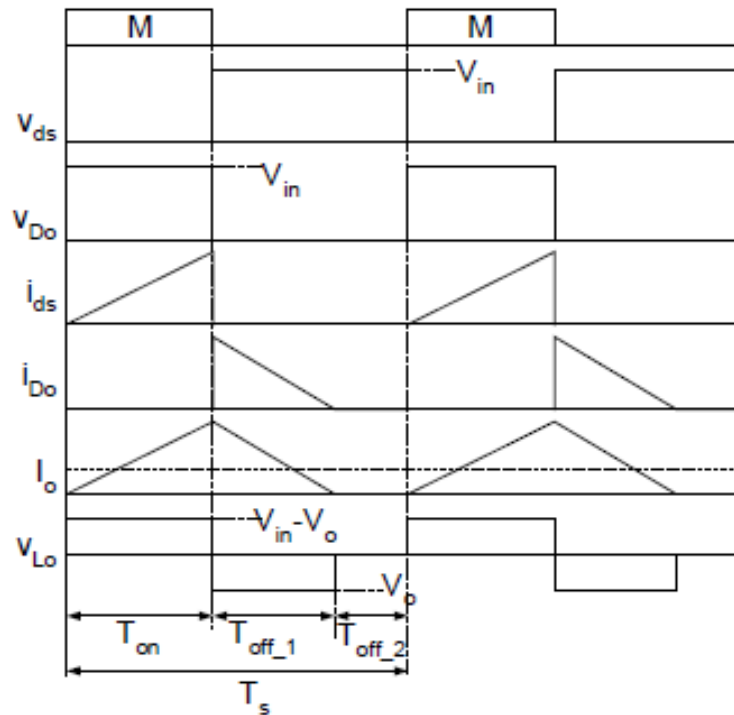 M M
V_in
v_ds
V_in
v_Do
i_ds
i_Do
I_o
V_in-V_o
v_Lo
V_o
T_on T_off_1 T_off_2
T_s